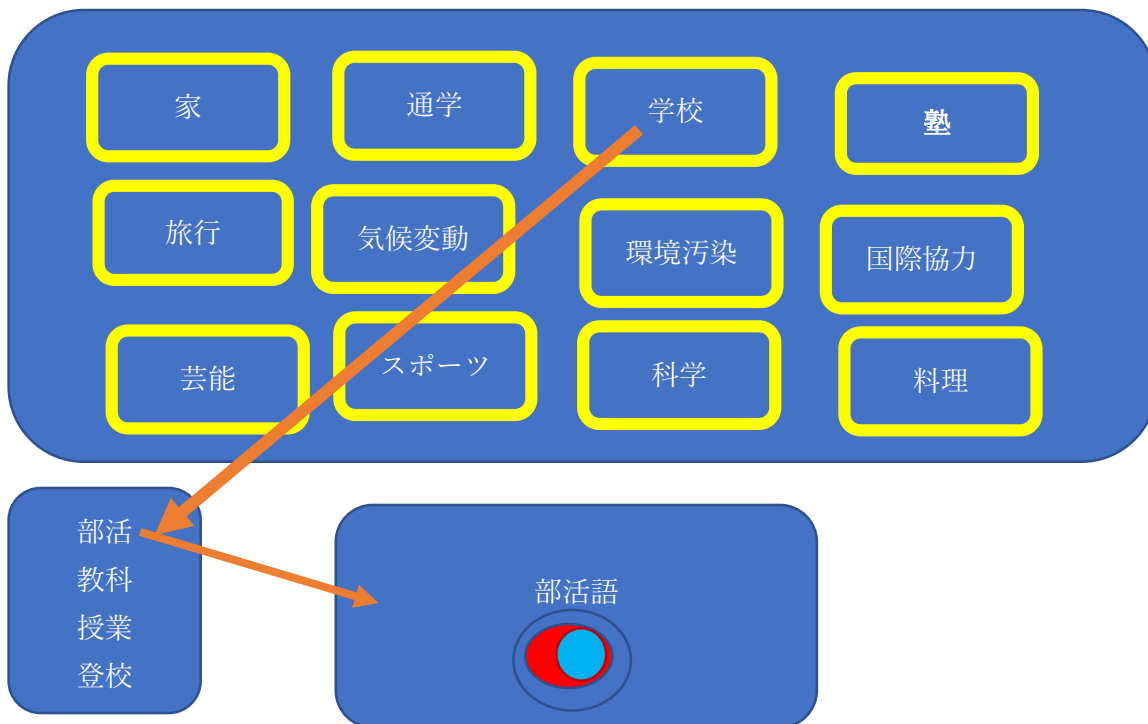 家
通学
学校
塾
旅行
気候変動
環境汚染
国際協力
芸能
スポーツ
科学
料理
部活
教科
授業
登校
部活語